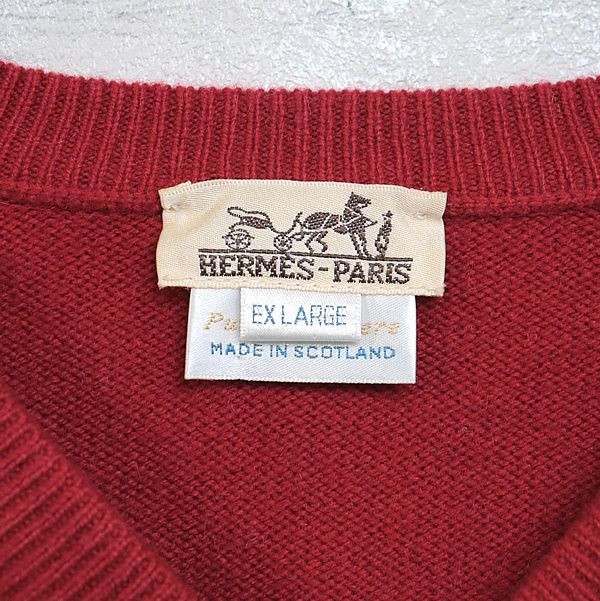 HERMES-PARIS
EX LARGE
MADE IN SCOTLAND